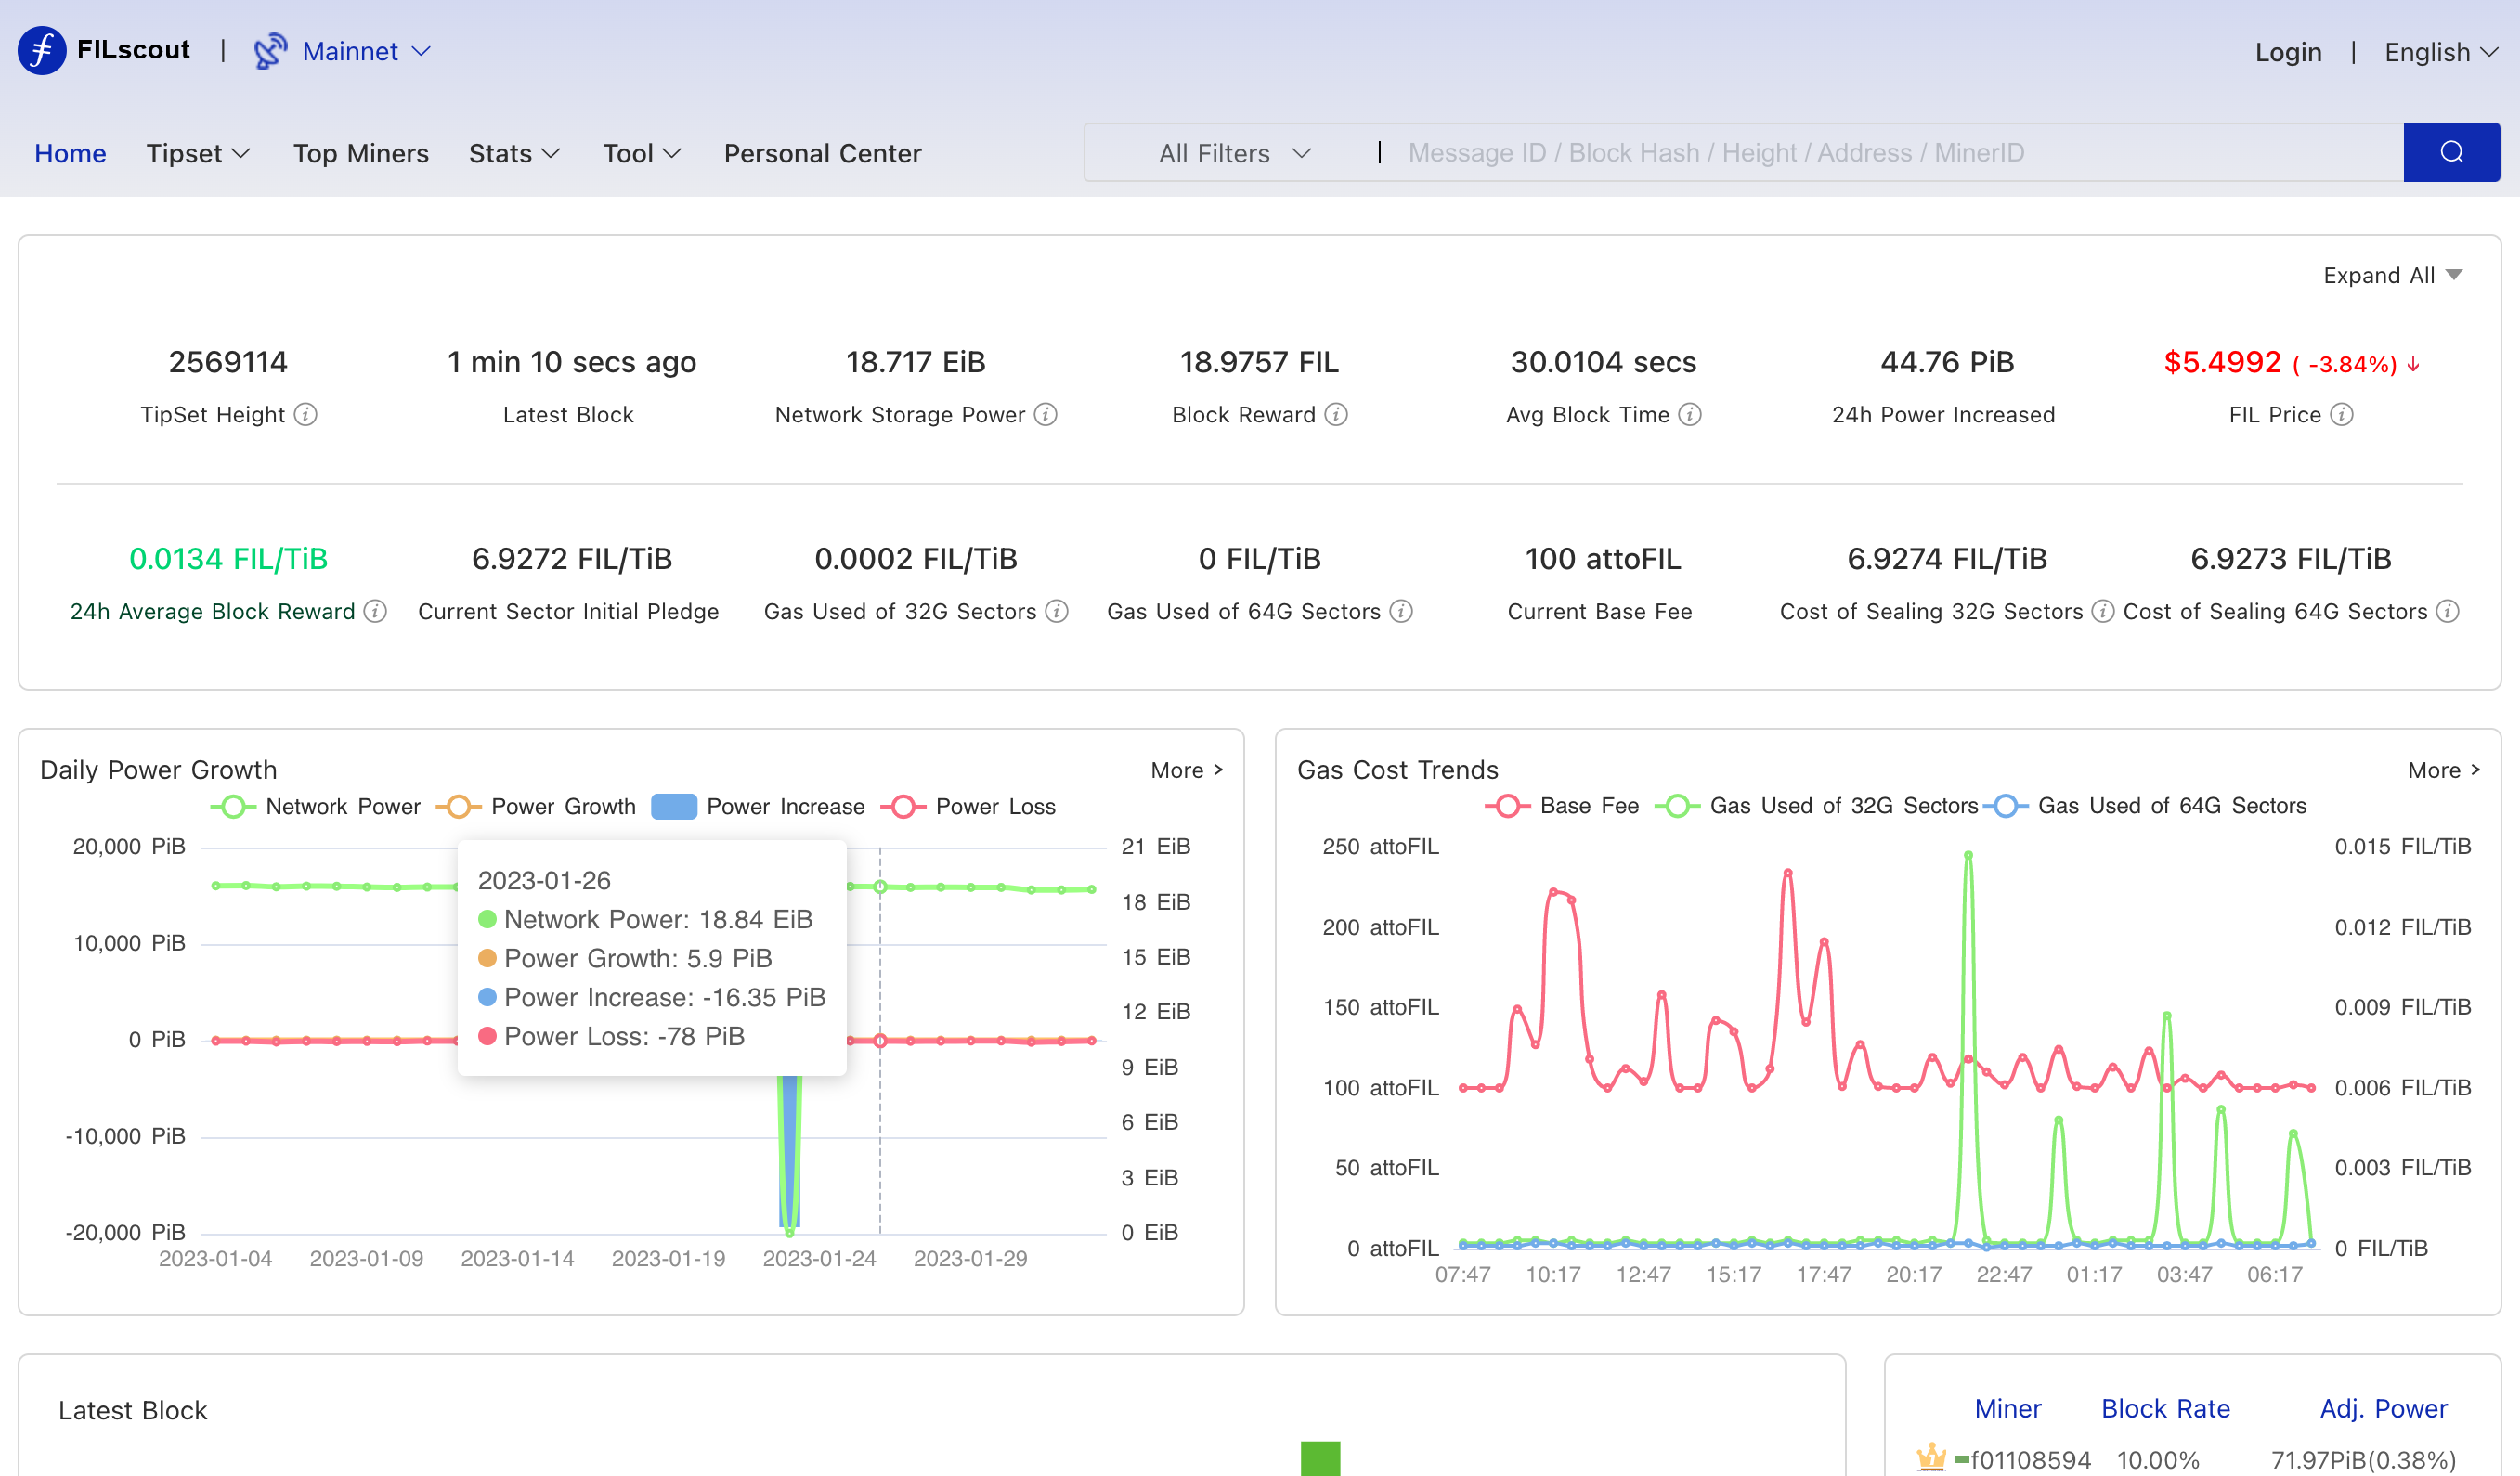 FILscout | Mainnet
Login | English
Home Tipset Top Miners Stats Tool Personal Center
All Filters | Message ID / Block Hash / Height / Address / MinerID
Expand All
2569114 1 min 10 secs ago 18.717 EiB 18.9757 FIL 30.0104 secs 44.76 PiB $5.4992 ( -3.84%) ↓
TipSet Height Latest Block Network Storage Power Block Reward Avg Block Time 24h Power Increased FIL Price
0.0134 FIL/TiB 6.9272 FIL/TiB 0.0002 FIL/TiB 0 FIL/TiB 100 attoFIL 6.9274 FIL/TiB 6.9273 FIL/TiB
24h Average Block Reward Current Sector Initial Pledge Gas Used of 32G Sectors Gas Used of 64G Sectors Current Base Fee Cost of Sealing 32G Sectors Cost of Sealing 64G Sectors
Daily Power Growth More >
Network Power Power Growth Power Increase Power Loss
20,000 PiB
10,000 PiB
0 PiB
-10,000 PiB
-20,000 PiB
2023-01-26
Network Power: 18.84 EiB
Power Growth: 5.9 PiB
Power Increase: -16.35 PiB
Power Loss: -78 PiB
21 EiB
18 EiB
15 EiB
12 EiB
9 EiB
6 EiB
3 EiB
0 EiB
2023-01-04 2023-01-09 2023-01-14 2023-01-19 2023-01-24 2023-01-29
Gas Cost Trends More >
Base Fee Gas Used of 32G Sectors Gas Used of 64G Sectors
250 attoFIL
200 attoFIL
150 attoFIL
100 attoFIL
50 attoFIL
0 attoFIL
0.015 FIL/TiB
0.012 FIL/TiB
0.009 FIL/TiB
0.006 FIL/TiB
0.003 FIL/TiB
0 FIL/TiB
07:47 10:17 12:47 15:17 17:47 20:17 22:47 01:17 03:47 06:17
Latest Block
Miner Block Rate Adj. Power
1 f01108594 10.00% 71.97PiB(0.38%)